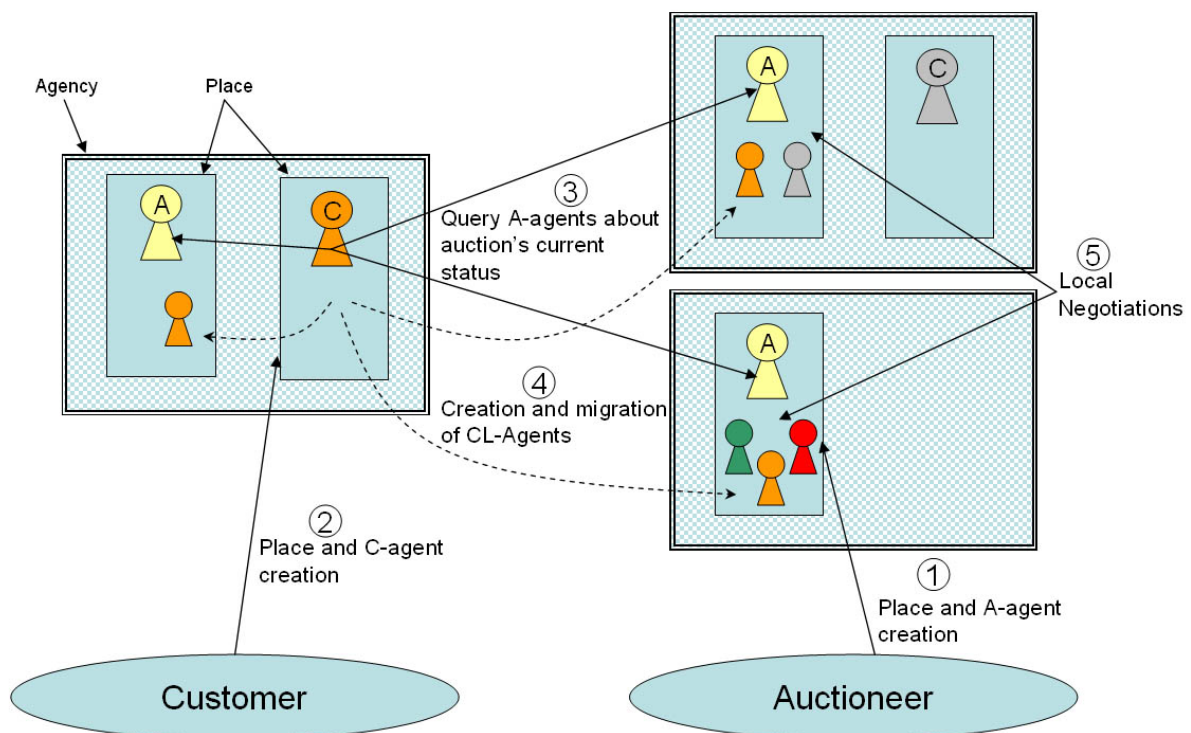 Agency
Place
A
C
A
C
③
Query A-agents about
auction's current
status
A
⑤
Local
Negotiations
④
Creation and migration
of CL-Agents
②
Place and C-agent
creation
①
Place and A-agent
creation
Customer
Auctioneer